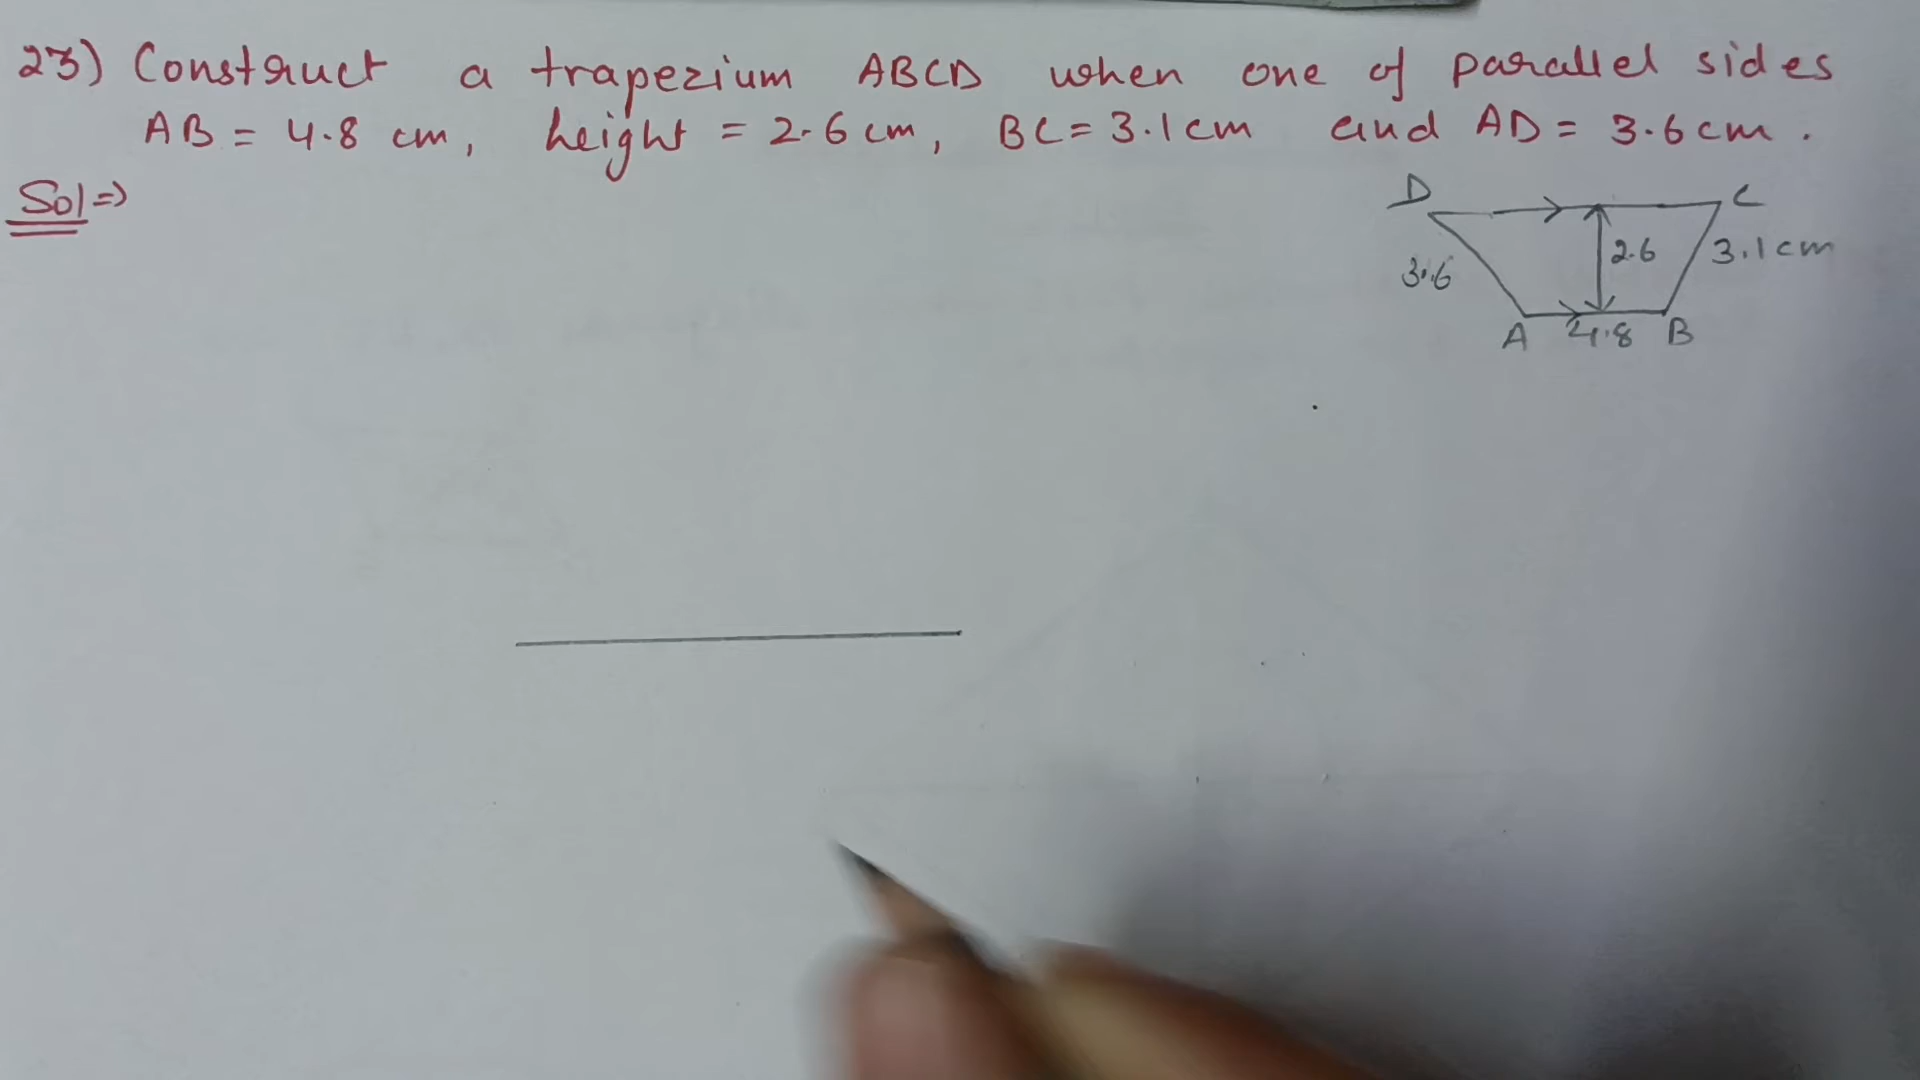 23) Construct a trapezium ABCD when one of parallel sides
AB = 4.8 cm, height = 2.6 cm, BC = 3.1 cm and AD = 3.6 cm.
Sol ⇒
D C
3.6 2.6 3.1 cm
A 4.8 B